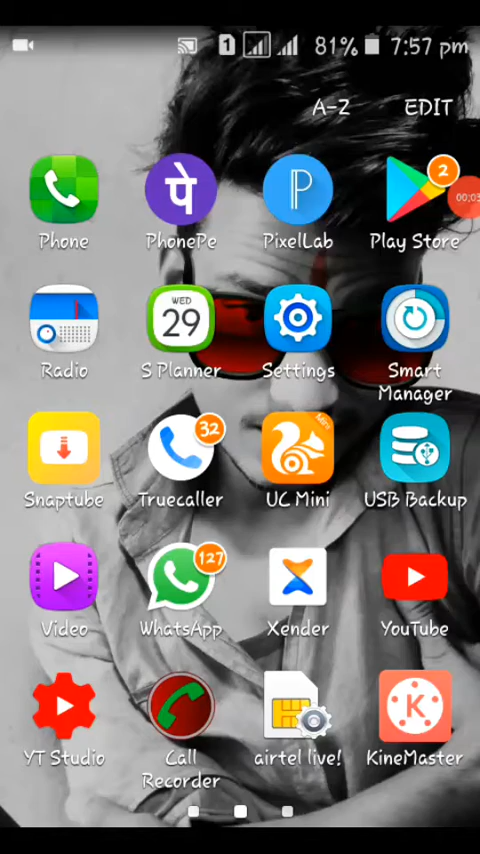 1 81% 7:57 pm
A-Z EDIT
पे P 2
00:03
Phone PhonePe PixelLab Play Store
WED
29
Radio S Planner Settings Smart
Manager
32 Mini
Snaptube Truecaller UC Mini USB Backup
127
Video WhatsApp Xender YouTube
K
YT Studio Call
Recorder airtel live! KineMaster